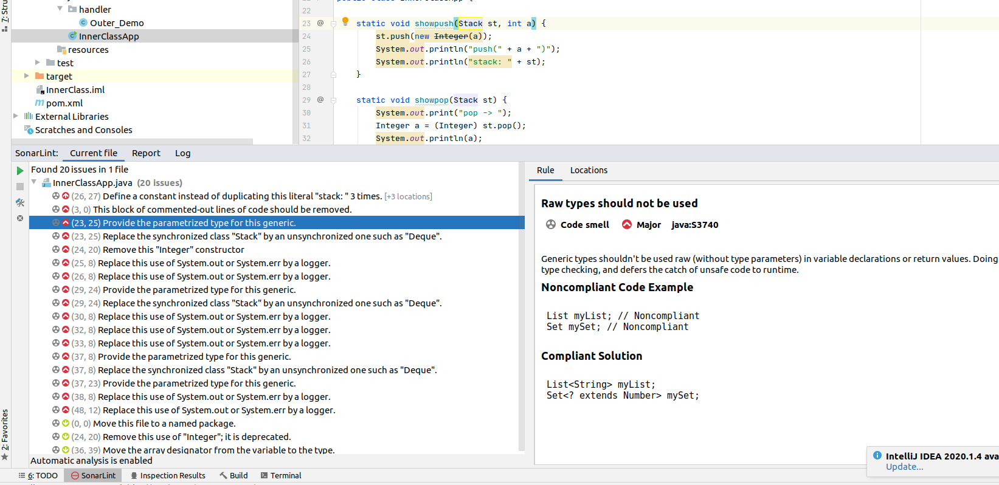 7: Stru
handler
Outer_Demo
InnerClassApp
resources
test
target
InnerClass.iml
pom.xml
External Libraries
Scratches and Consoles
22
23 @ static void showpush(Stack st, int a) {
24 st.push(new Integer(a));
25 System.out.println("push(" + a + ")");
26 System.out.println("stack: " + st);
27 }
28
29 @ static void showpop(Stack st) {
30 System.out.print("pop -> ");
31 Integer a = (Integer) st.pop();
32 System.out.println(a);
SonarLint: Current file Report Log
Found 20 issues in 1 file
InnerClassApp.java (20 issues)
(26, 27) Define a constant instead of duplicating this literal "stack: " 3 times. [+3 locations]
(3, 0) This block of commented-out lines of code should be removed.
(23, 25) Provide the parametrized type for this generic.
(23, 25) Replace the synchronized class "Stack" by an unsynchronized one such as "Deque".
(24, 20) Remove this "Integer" constructor
(25, 8) Replace this use of System.out or System.err by a logger.
(26, 8) Replace this use of System.out or System.err by a logger.
(29, 24) Provide the parametrized type for this generic.
(29, 24) Replace the synchronized class "Stack" by an unsynchronized one such as "Deque".
(30, 8) Replace this use of System.out or System.err by a logger.
(32, 8) Replace this use of System.out or System.err by a logger.
(33, 8) Replace this use of System.out or System.err by a logger.
(37, 8) Provide the parametrized type for this generic.
(37, 8) Replace the synchronized class "Stack" by an unsynchronized one such as "Deque".
(37, 23) Provide the parametrized type for this generic.
(38, 8) Replace this use of System.out or System.err by a logger.
(48, 12) Replace this use of System.out or System.err by a logger.
(0, 0) Move this file to a named package.
(24, 20) Remove this use of "Integer"; it is deprecated.
(36, 39) Move the array designator from the variable to the type.
Automatic analysis is enabled
Rule Locations
Raw types should not be used
Code smell Major java:S3740
Generic types shouldn't be used raw (without type parameters) in variable declarations or return values. Doing
type checking, and defers the catch of unsafe code to runtime.
Noncompliant Code Example
List myList; // Noncompliant
Set mySet; // Noncompliant
Compliant Solution
List<String> myList;
Set<? extends Number> mySet;
IntelliJ IDEA 2020.1.4 ava
Update...
2: Favorites
6: TODO SonarLint Inspection Results Build Terminal